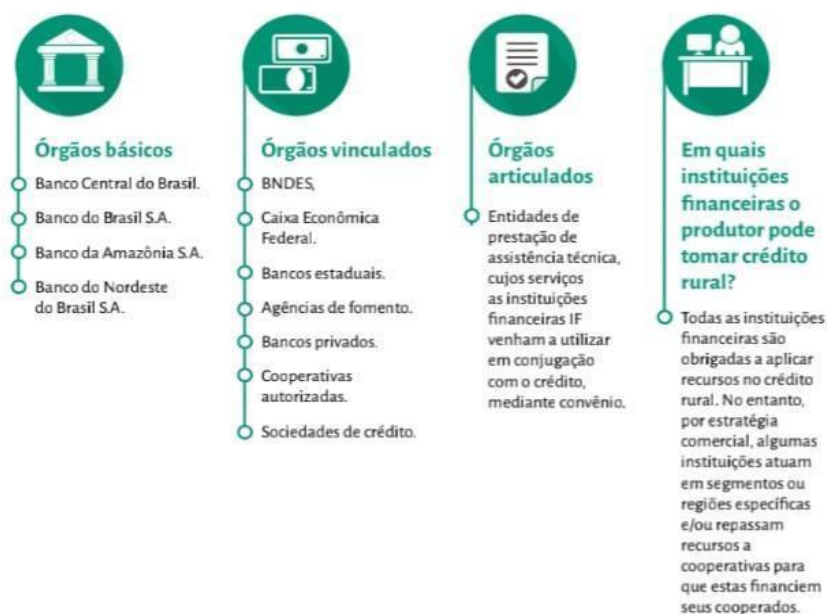 Órgãos básicos
Banco Central do Brasil.
Banco do Brasil S.A.
Banco da Amazônia S.A.
Banco do Nordeste
do Brasil S.A.
Órgãos vinculados
BNDES,
Caixa Econômica
Federal.
Bancos estaduais.
Agências de fomento.
Bancos privados.
Cooperativas
autorizadas.
Sociedades de crédito.
Órgãos
articulados
Entidades de
prestação de
assistência técnica,
cujos serviços
as instituições
financeiras IF
venham a utilizar
em conjugação
com o crédito,
mediante convênio.
Em quais
instituições
financeiras o
produtor pode
tomar crédito
rural?
Todas as instituições
financeiras são
obrigadas a aplicar
recursos no crédito
rural. No entanto,
por estratégia
comercial, algumas
instituições atuam
em segmentos ou
regiões específicas
e/ou repassam
recursos a
cooperativas para
que estas financiem
seus cooperados.